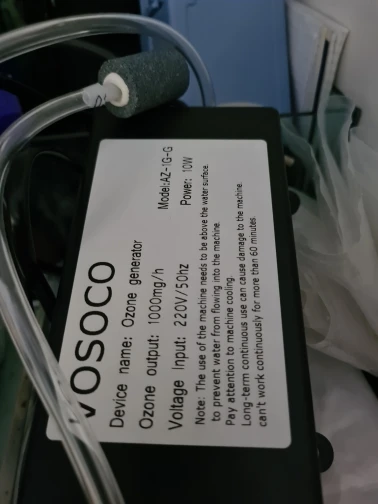 VOSOCO
Device name: Ozone generator
Ozone output: 1000mg/h Model:AZ-1G-G
Voltage Input: 220V/50hz Power: 10W
Note: The use of the machine needs to be above the water surface.
to prevent water from flowing into the machine.
Pay attention to machine cooling.
Long-term continuous use can cause damage to the machine.
can't work continuously for more than 60 minutes.